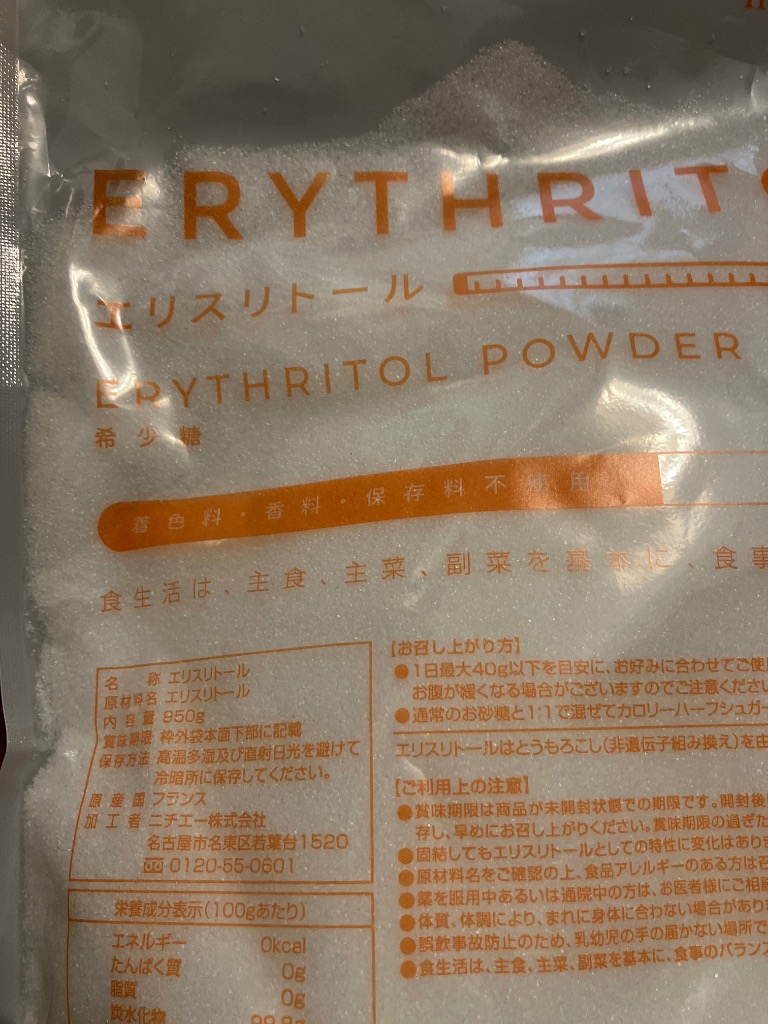 ERYTHRIT
エリスリトール
ERYTHRITOL POWDER
希少糖
着色料・香料・保存料不使用
食生活は、主食、主菜、副菜を基本に、食事
名 称 エリスリトール
原材料名 エリスリトール
内容量 950g
賞味期限 枠外袋本面下部に記載
保存方法 高温多湿及び直射日光を避けて
冷暗所に保存してください。
原産国 フランス
加工者 ニチエー株式会社
名古屋市名東区若葉台1520
0120-55-0601
栄養成分表示(100gあたり)
エネルギー 0kcal
たんぱく質 0g
脂質 0g
炭水化物 99.8g
【お召し上がり方】
●1日最大40g以下を目安に、お好みに合わせてご使
お腹が緩くなる場合がございますのでご注意くださ
●通常のお砂糖と1:1で混ぜてカロリーハーフシュガー
エリスリトールはとうもろこし(非遺伝子組み換え)を
【ご利用上の注意】
●賞味期限は商品が未開封状態での期限です。開封後
存し、早めにお召し上がりください。賞味期限の過ぎた
●固結してもエリスリトールとしての特性に変化はあり
●原材料名をご確認の上、食品アレルギーのある方は
●薬を服用中あるいは通院中の方は、お医者様にご相談
●体質、体調により、まれに身体に合わない場合があり
●誤飲事故防止のため、乳幼児の手の届かない場所で
●食生活は、主食、主菜、副菜を基本に、食事のバランス